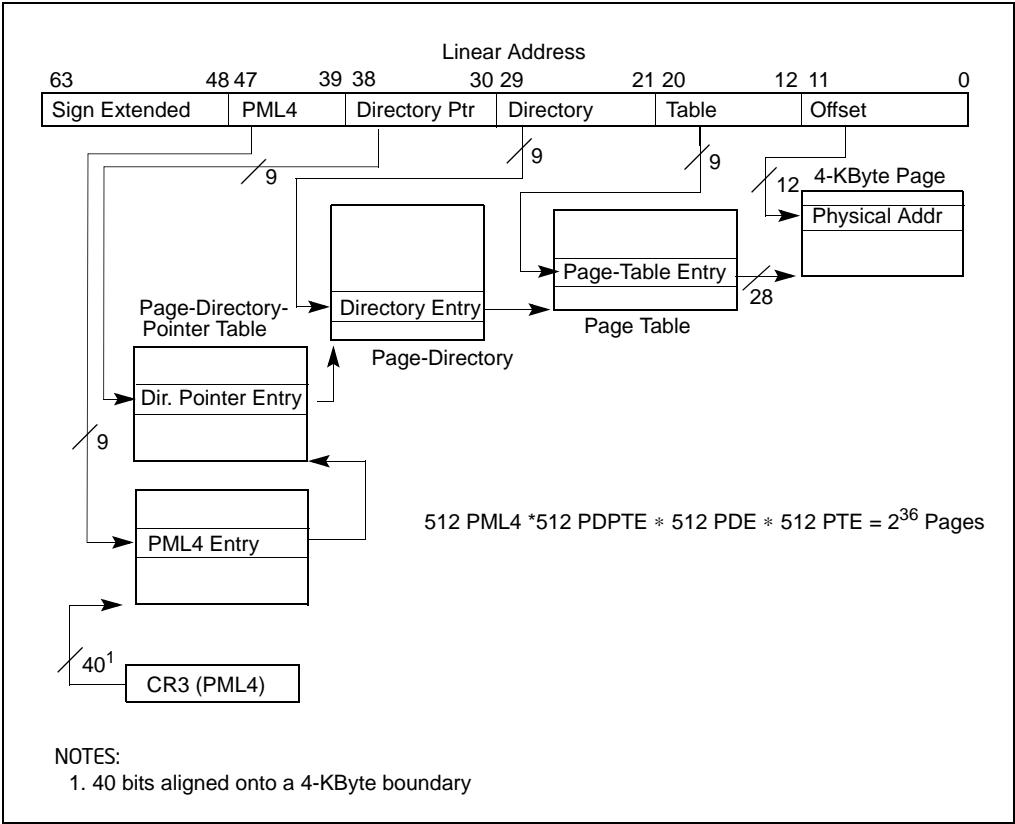 Linear Address
63 48 47 39 38 30 29 21 20 12 11 0
Sign Extended PML4 Directory Ptr Directory Table Offset
9
9
9
12
4-KByte Page
Physical Addr
Page-Table Entry
28
Page Table
Directory Entry
Page-Directory
Page-Directory-
Pointer Table
Dir. Pointer Entry
9
512 PML4 *512 PDPTE ∗ 512 PDE ∗ 512 PTE = 2³⁶ Pages
PML4 Entry
40¹
CR3 (PML4)
NOTES:
1. 40 bits aligned onto a 4-KByte boundary